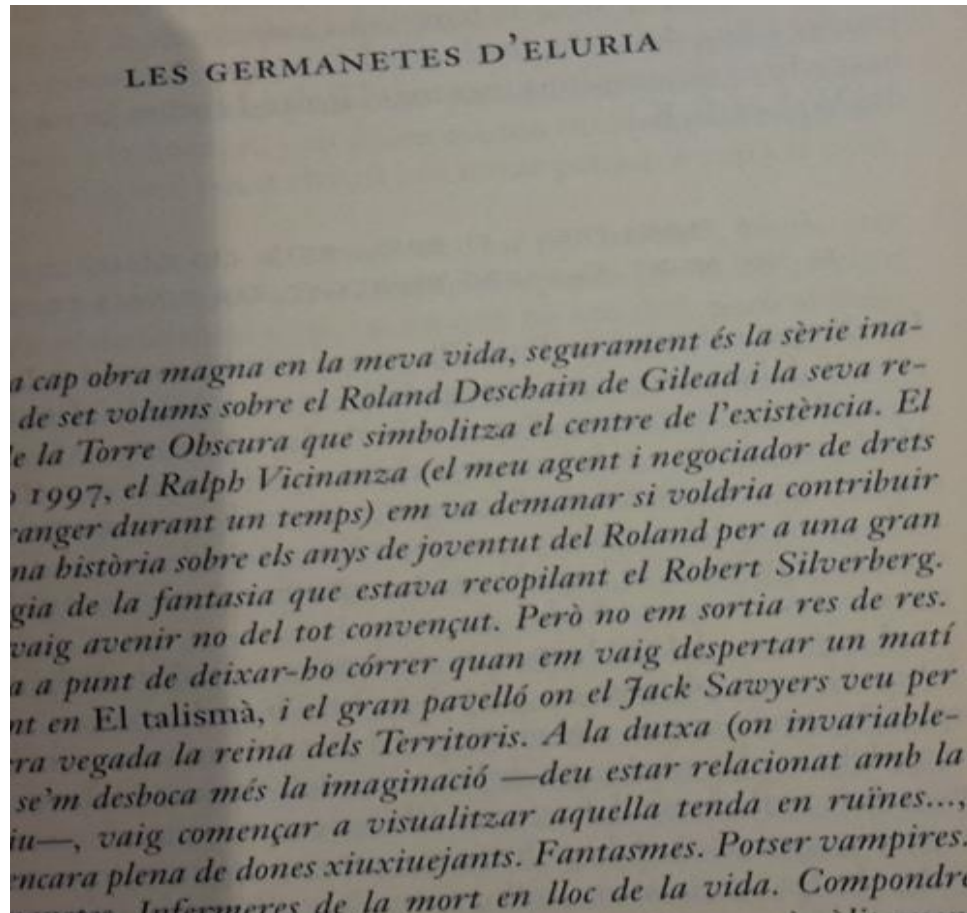 LES GERMANETES D'ELURIA
a cap obra magna en la meva vida, segurament és la sèrie ina-
de set volums sobre el Roland Deschain de Gilead i la seva re-
de la Torre Obscura que simbolitza el centre de l'existència. El
1997, el Ralph Vicinanza (el meu agent i negociador de drets
ranger durant un temps) em va demanar si voldria contribuir
na història sobre els anys de joventut del Roland per a una gran
gia de la fantasia que estava recopilant el Robert Silverberg.
vaig avenir no del tot convençut. Però no em sortia res de res.
a a punt de deixar-ho córrer quan em vaig despertar un matí
nt en El talismà, i el gran pavelló on el Jack Sawyers veu per
ra vegada la reina dels Territoris. A la dutxa (on invariable-
se'm desboca més la imaginació —deu estar relacionat amb la
iu—, vaig començar a visualitzar aquella tenda en ruïnes...,
encara plena de dones xiuxiuejants. Fantasmes. Potser vampires.
Infermeres de la mort en lloc de la vida. Compondre